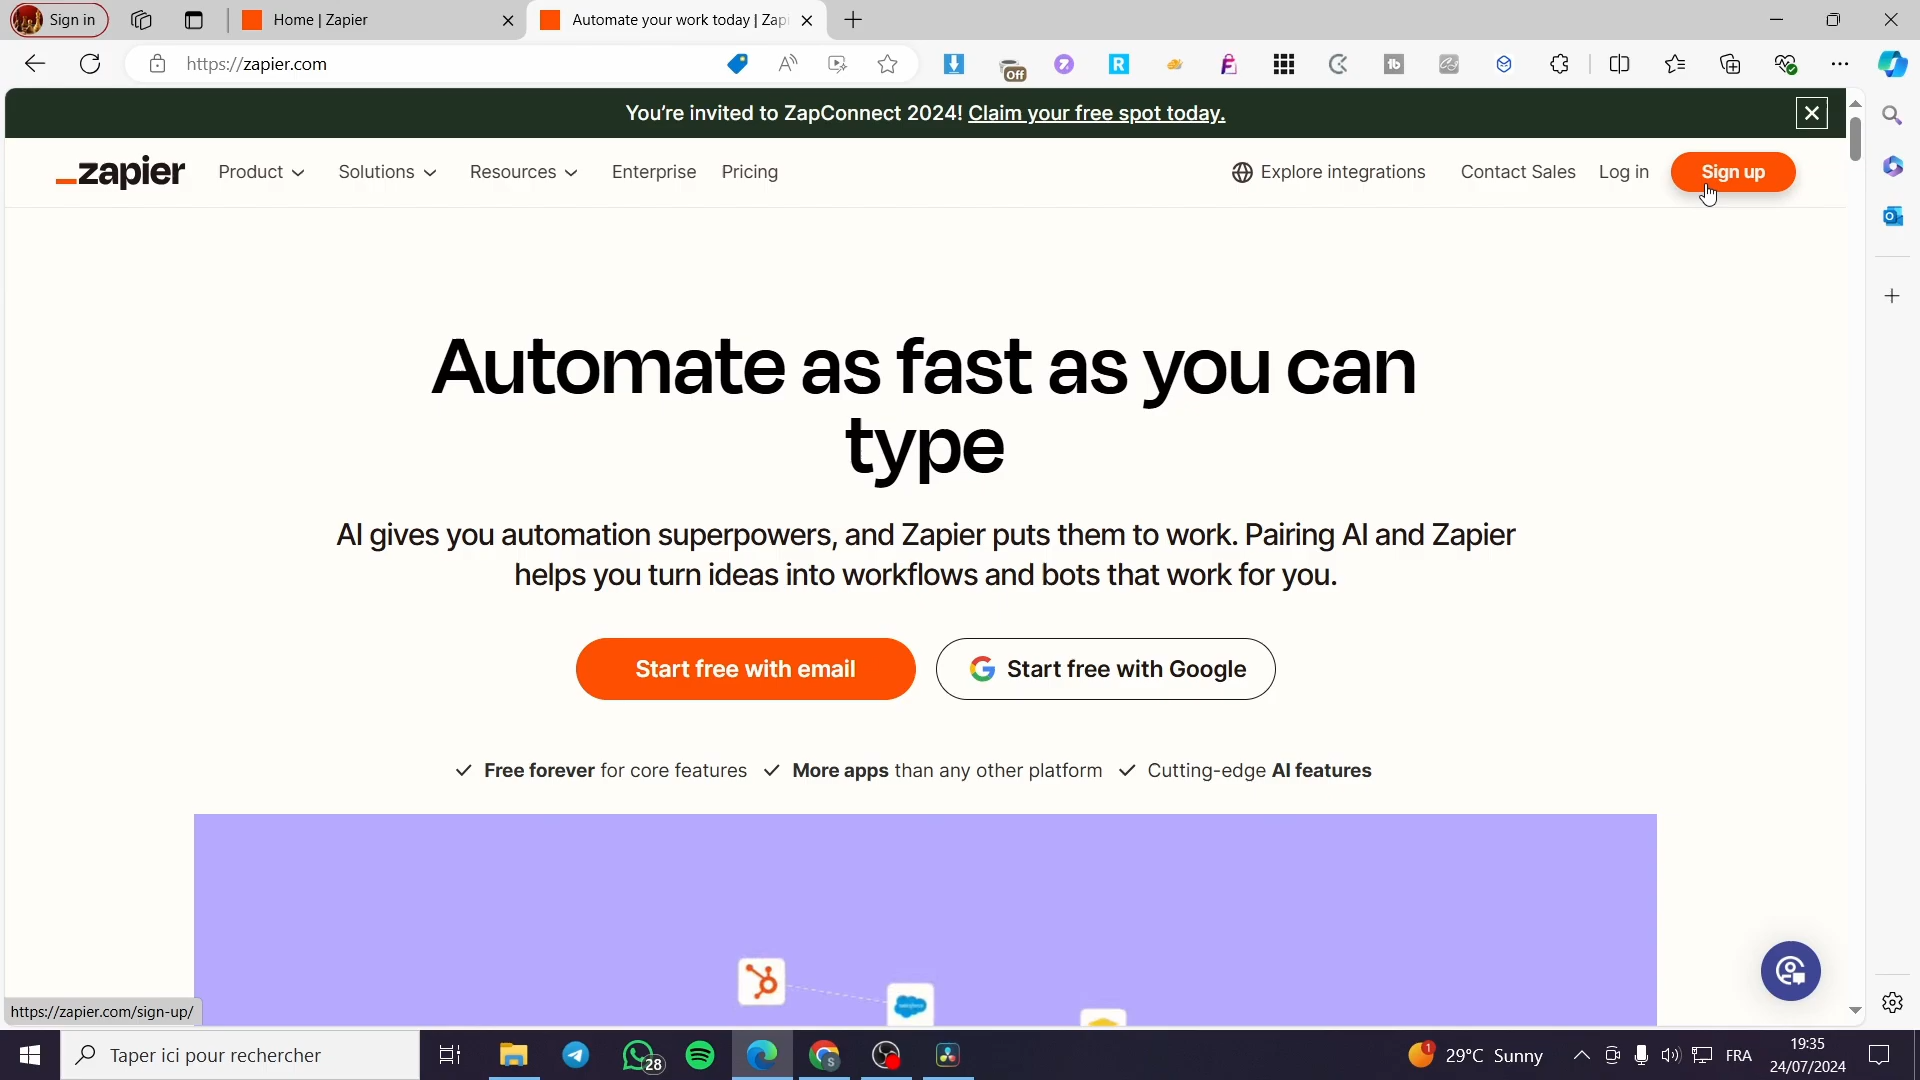 Sign in
Home | Zapier
Automate your work today | Zap
https://zapier.com
Off
You're invited to ZapConnect 2024! Claim your free spot today.
zapier
Product
Solutions
Resources
Enterprise
Pricing
Explore integrations
Contact Sales
Log in
Sign up
Automate as fast as you can
type
AI gives you automation superpowers, and Zapier puts them to work. Pairing AI and Zapier
helps you turn ideas into workflows and bots that work for you.
Start free with email
Start free with Google
Free forever for core features
More apps than any other platform
Cutting-edge AI features
https://zapier.com/sign-up/
Taper ici pour rechercher
28
29°C Sunny
FRA
19:35
24/07/2024